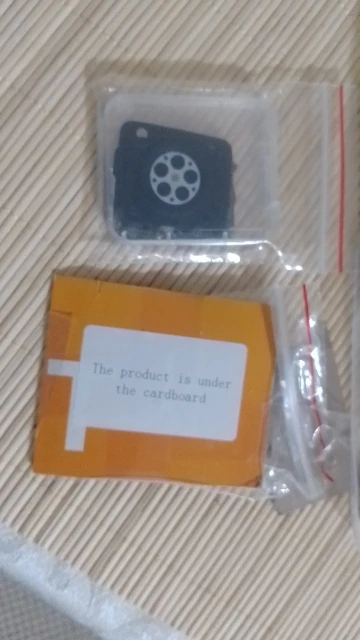 The product is under
the cardboard